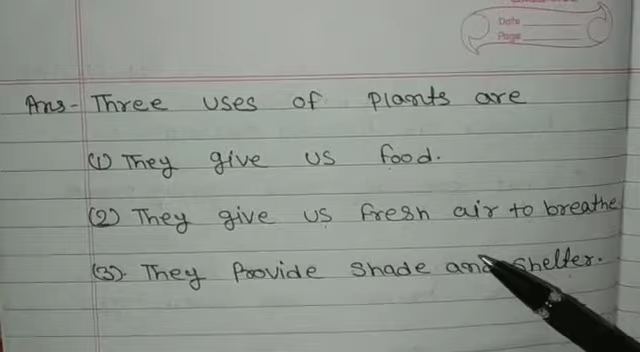 Date
Page
Ans- Three uses of plants are
(1) They give us food.
(2) They give us fresh air to breathe
(3) They Provide shade and shelter.